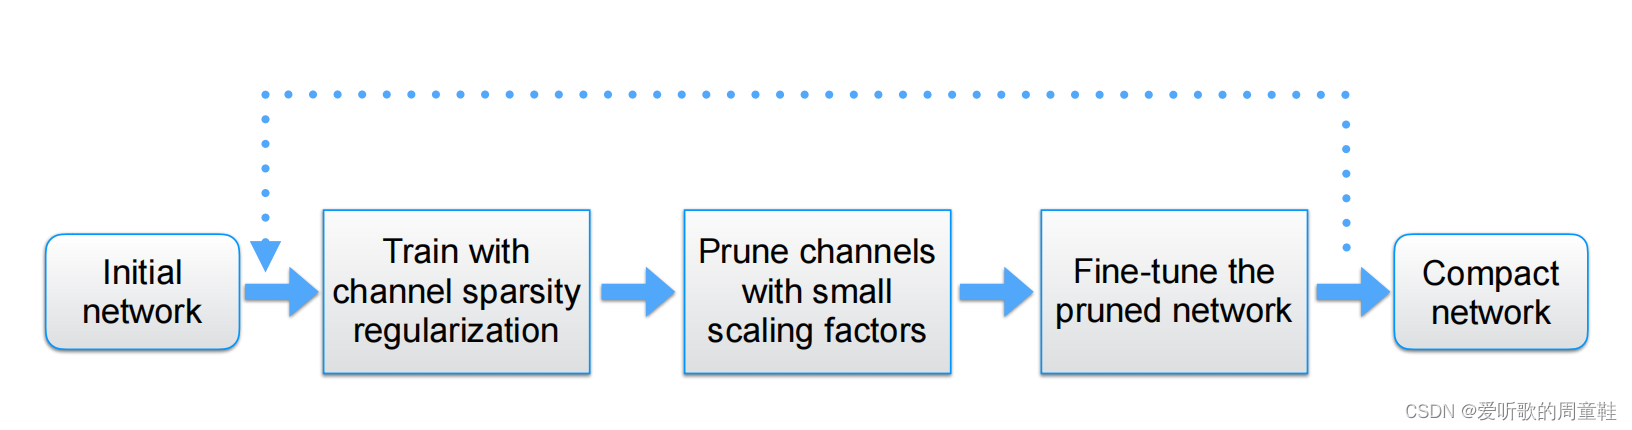 Initial
network
Train with
channel sparsity
regularization
Prune channels
with small
scaling factors
Fine-tune the
pruned network
Compact
network
CSDN @爱听歌的周童鞋